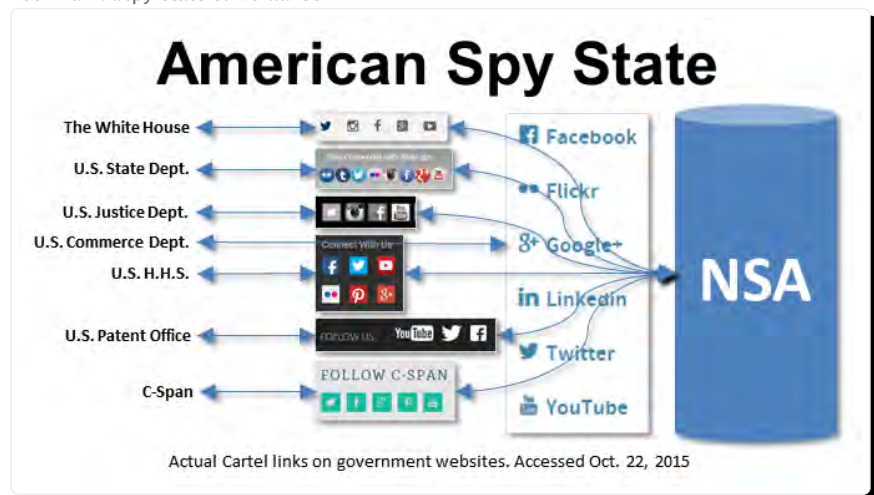 American Spy State
The White House
U.S. State Dept.
U.S. Justice Dept.
U.S. Commerce Dept.
U.S. H.H.S.
U.S. Patent Office
C-Span
Connect With Us
FOLLOW US
YouTube
FOLLOW C-SPAN
Facebook
Flickr
Google+
Linkedin
Twitter
YouTube
NSA
Actual Cartel links on government websites. Accessed Oct. 22, 2015